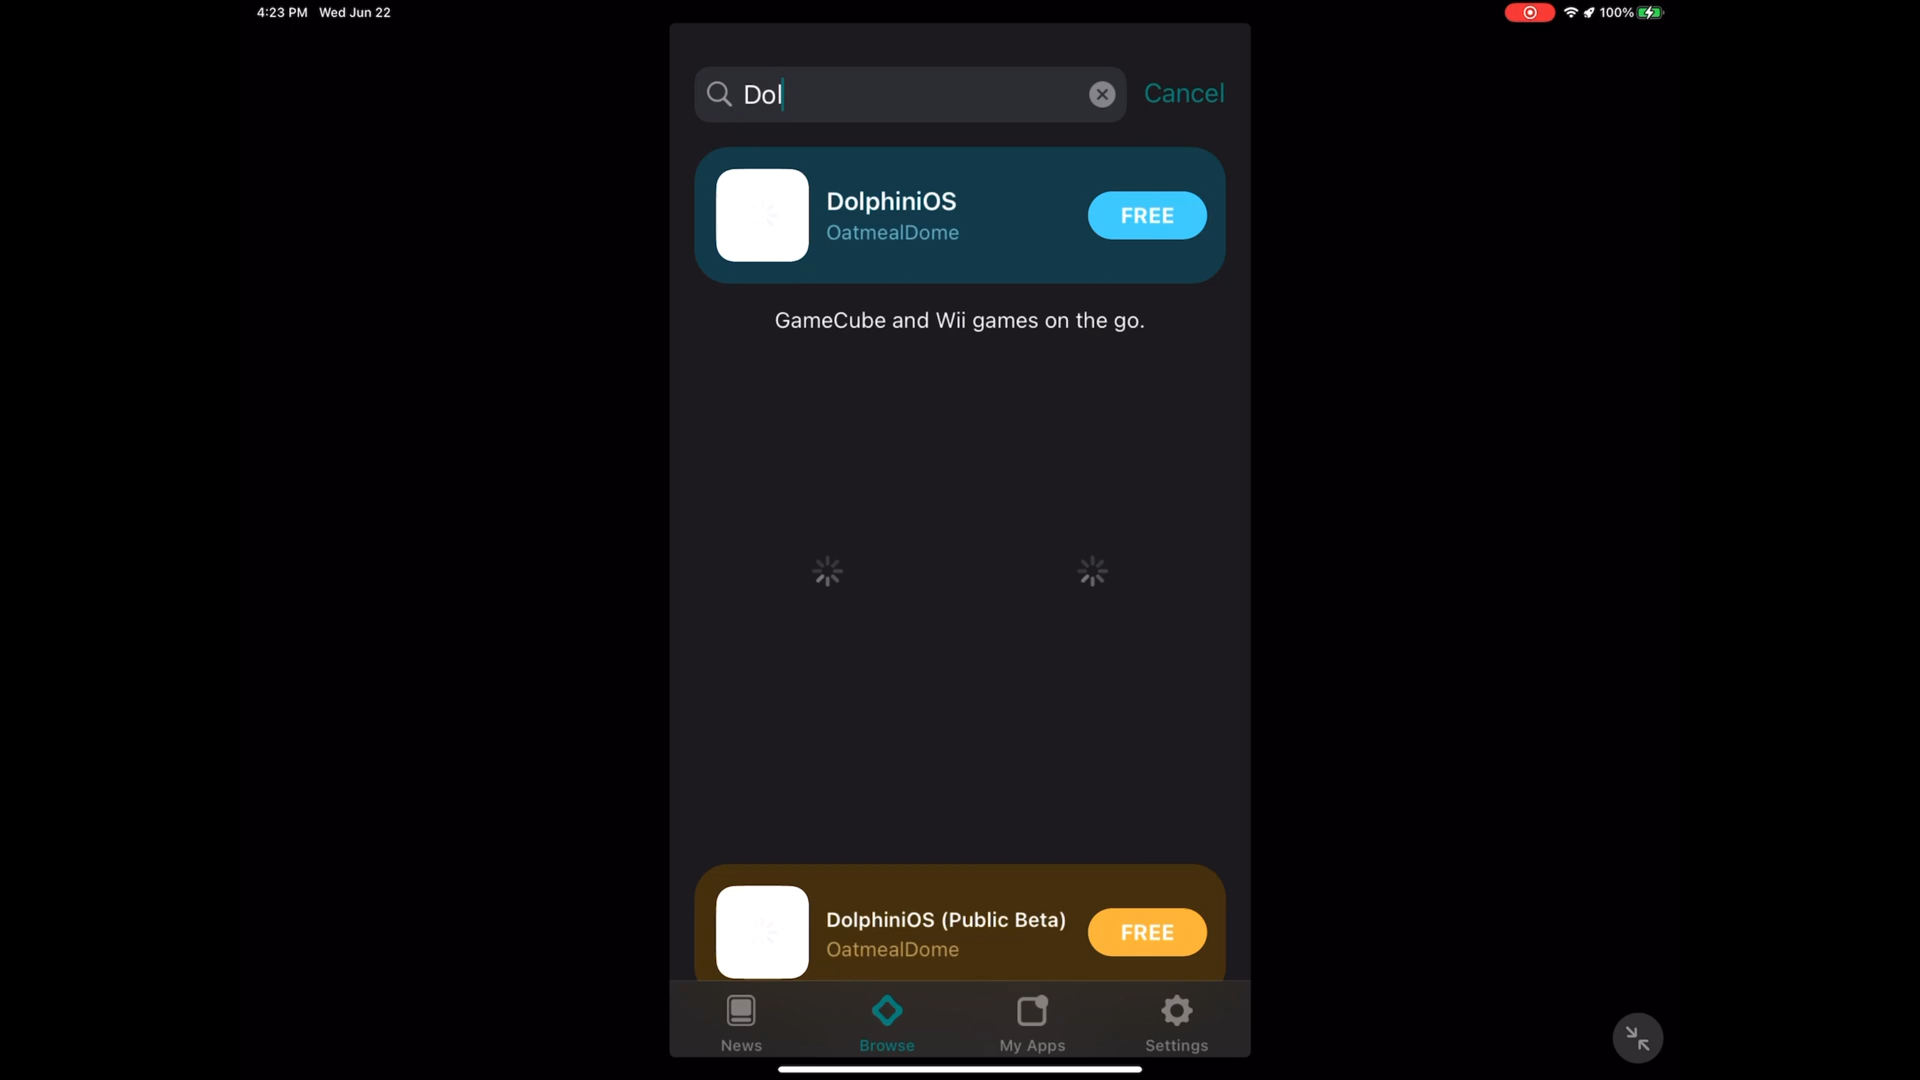 4:23 PM Wed Jun 22
100%
Dol
Cancel
DolphiniOS
OatmealDome
FREE
GameCube and Wii games on the go.
DolphiniOS (Public Beta)
OatmealDome
FREE
News
Browse
My Apps
Settings